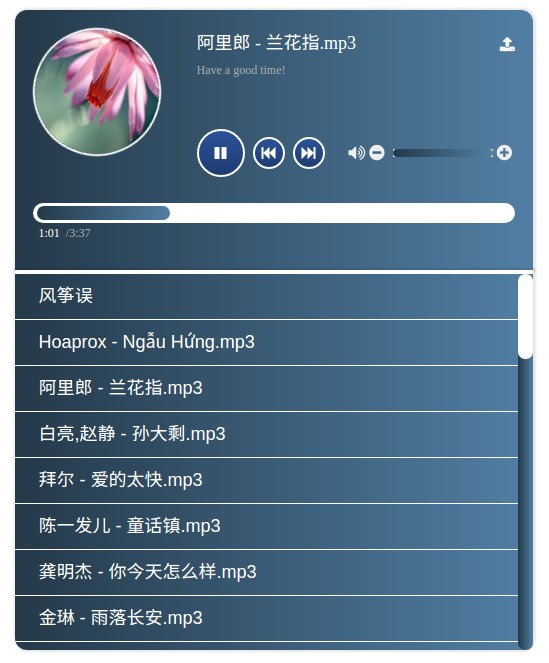 阿里郎 - 兰花指.mp3
Have a good time!
1:01 /3:37
风筝误
Hoaprox - Ngẫu Hứng.mp3
阿里郎 - 兰花指.mp3
白亮,赵静 - 孙大剩.mp3
拜尔 - 爱的太快.mp3
陈一发儿 - 童话镇.mp3
龚明杰 - 你今天怎么样.mp3
金琳 - 雨落长安.mp3